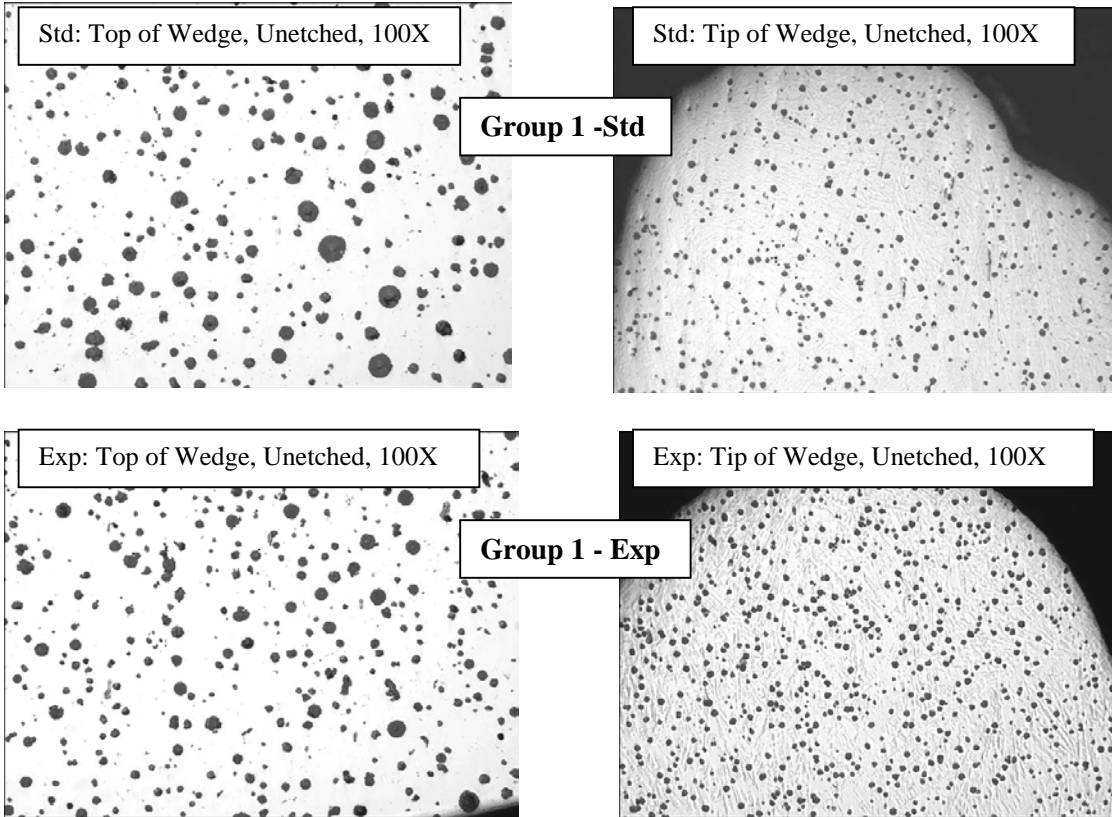 Std: Top of Wedge, Unetched, 100X
Std: Tip of Wedge, Unetched, 100X
Group 1 -Std
Exp: Top of Wedge, Unetched, 100X
Exp: Tip of Wedge, Unetched, 100X
Group 1 - Exp